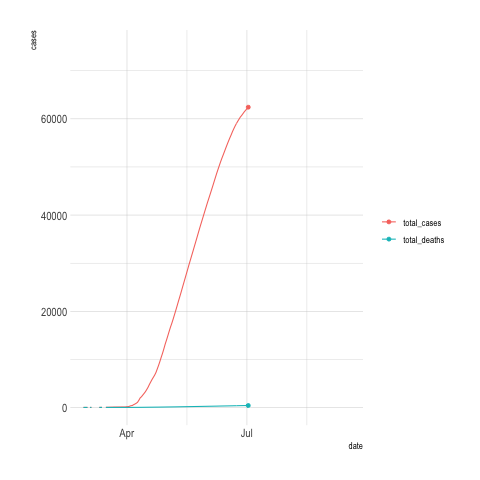 cases
60000
40000
20000
0
Apr
Jul
date
total_cases
total_deaths